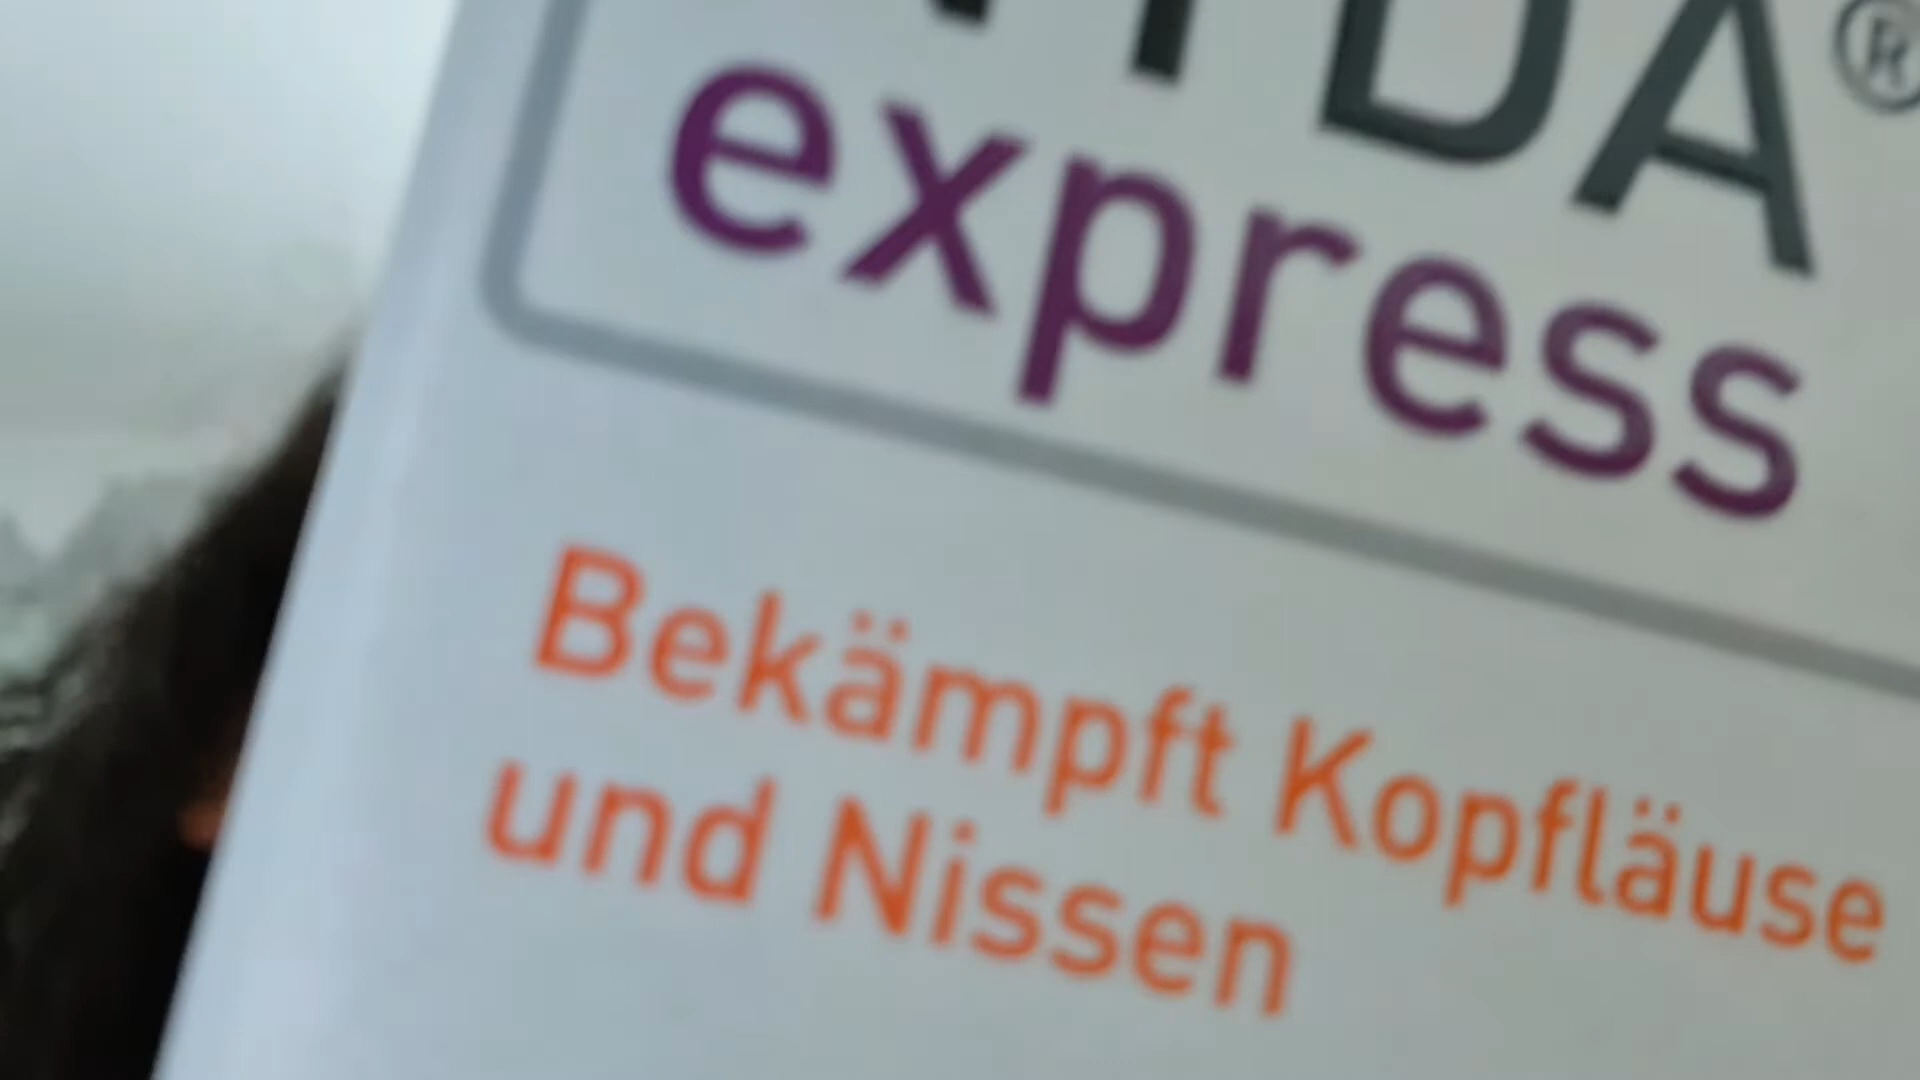 express
Bekämpft Kopfläuse
und Nissen